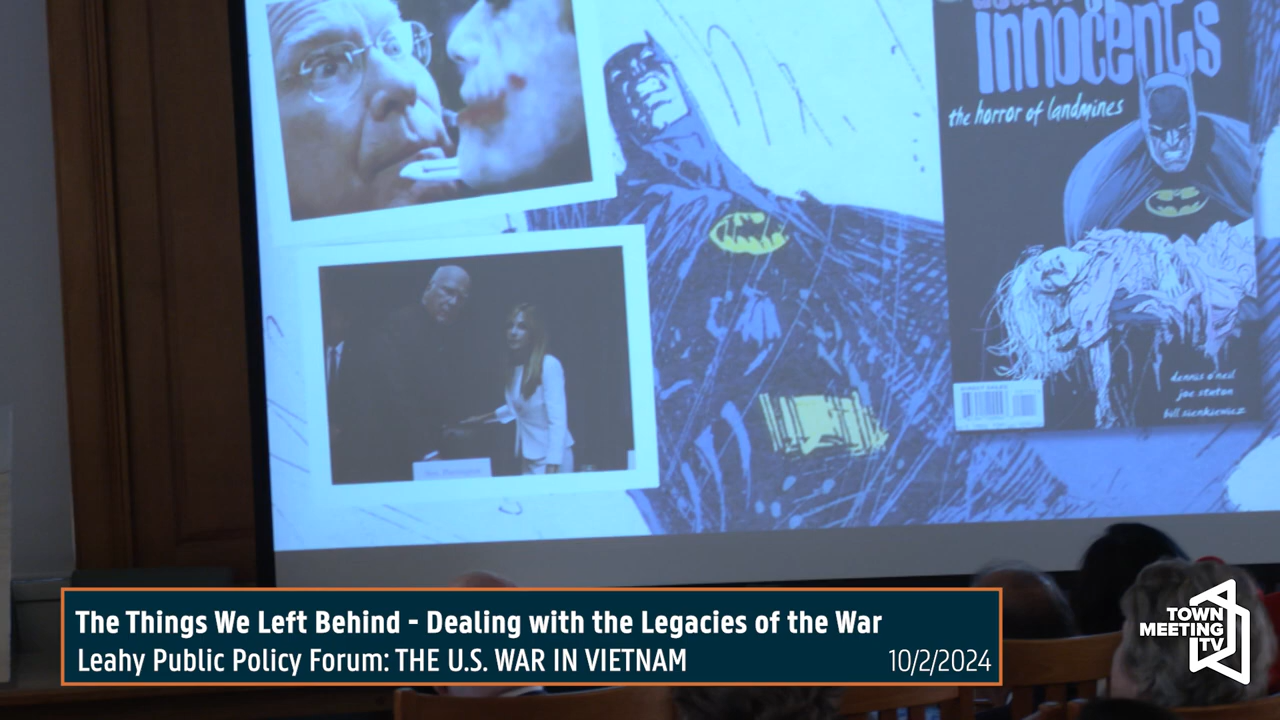 innocents
the horror of landmines
dennis o'neil
joe staton
bill sienkiewicz
The Things We Left Behind - Dealing with the Legacies of the War
Leahy Public Policy Forum: THE U.S. WAR IN VIETNAM
10/2/2024
TOWN
MEETING
TV